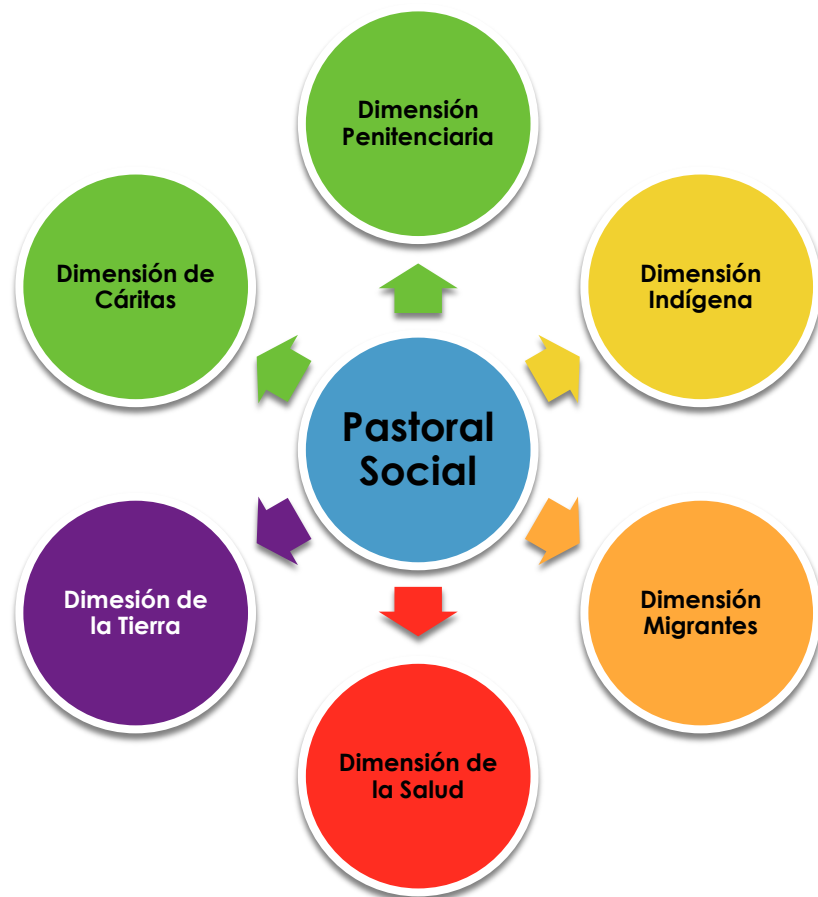 Dimensión
Penitenciaria
Dimensión de
Cáritas
Dimensión
Indígena
Pastoral
Social
Dimesión de
la Tierra
Dimensión
Migrantes
Dimensión de
la Salud